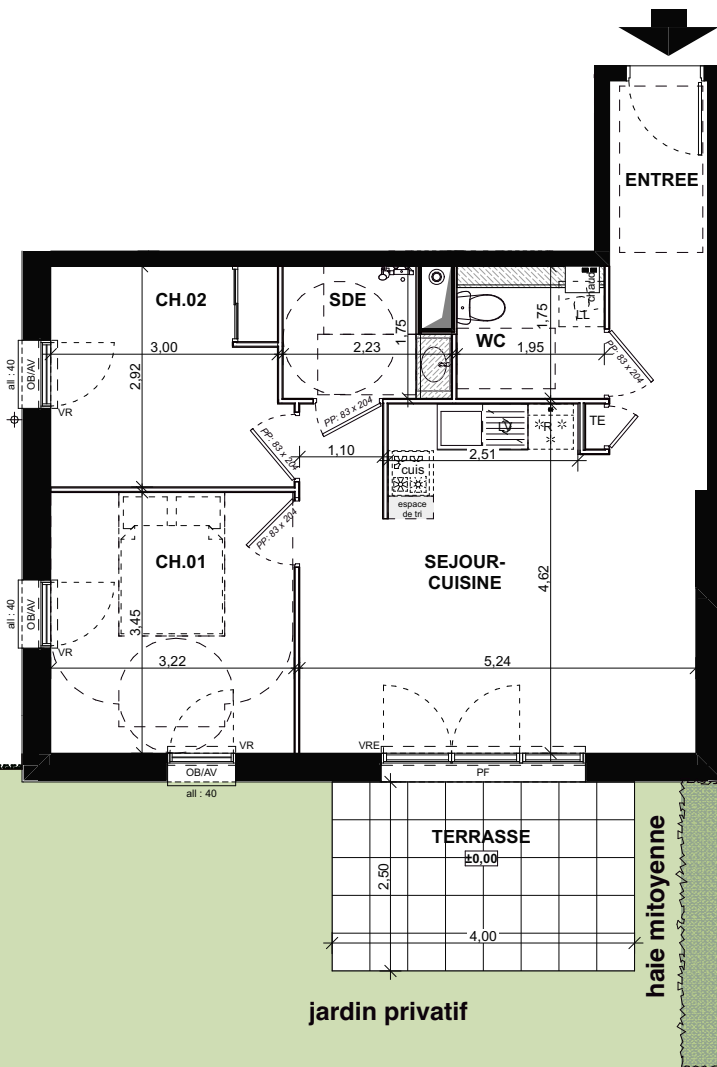 ENTREE
CH.02
SDE
WC
chaud
LL
1,75
1,75
3,00
2,23
1,95
2,92
all : 40
OB/AV
VR
PP: 83 x 204
PP: 83 x 204
PP: 83 x 204
PP: 83 x 204
TE
LV
R
1,10
2,51
cuis
espace
de tri
CH.01
SEJOUR-
CUISINE
4,62
3,45
all : 40
OB/AV
VR
3,22
5,24
VR
VRE
OB/AV
all : 40
PF
TERRASSE
±0,00
2,50
4,00
haie mitoyenne
jardin privatif